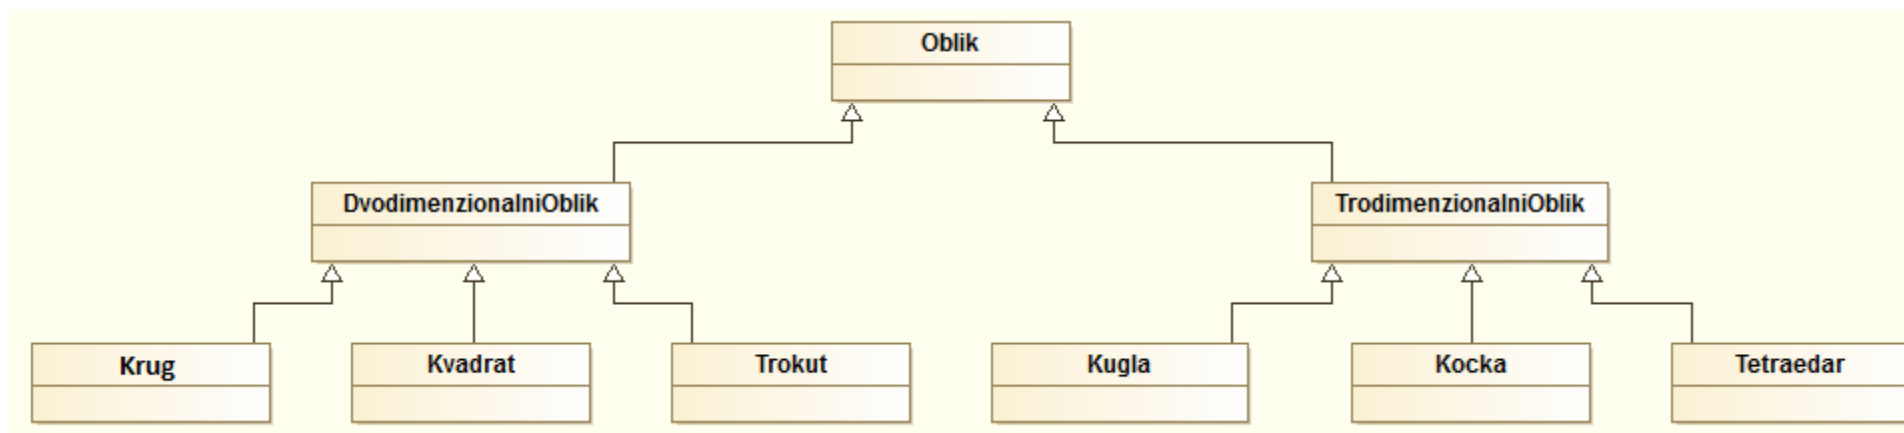 Oblik
DvodimenzionalniOblik
TrodimenzionalniOblik
Krug
Kvadrat
Trokut
Kugla
Kocka
Tetraedar